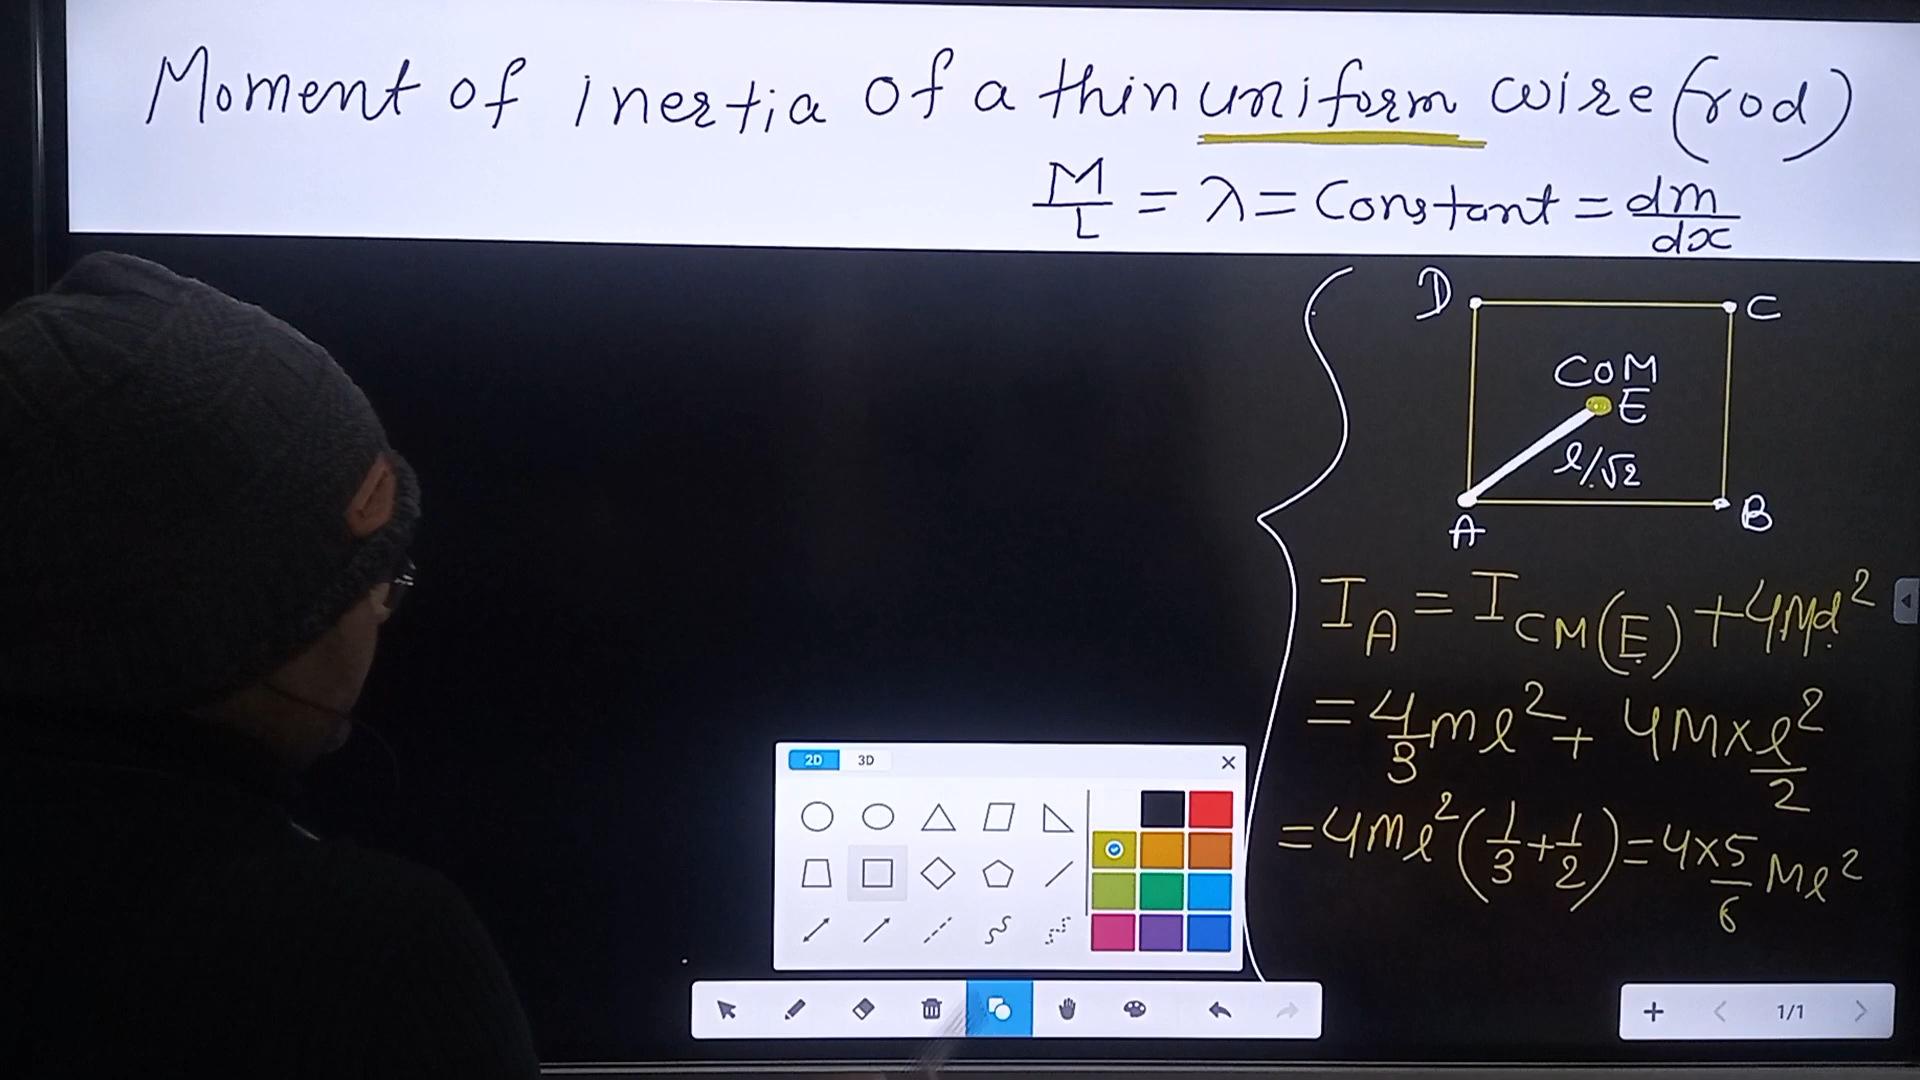 Moment of inertia of a thin uniform wire (rod)
M/L = λ = Constant = dm/dx
D
C
COM
E
l/√2
A
B
I_A = I_CM(E) + 4Md²
= 4/3 ml² + 4M×l²/2
= 4Ml²(1/3+1/2) = 4×5/6 Ml²
2D 3D
1/1